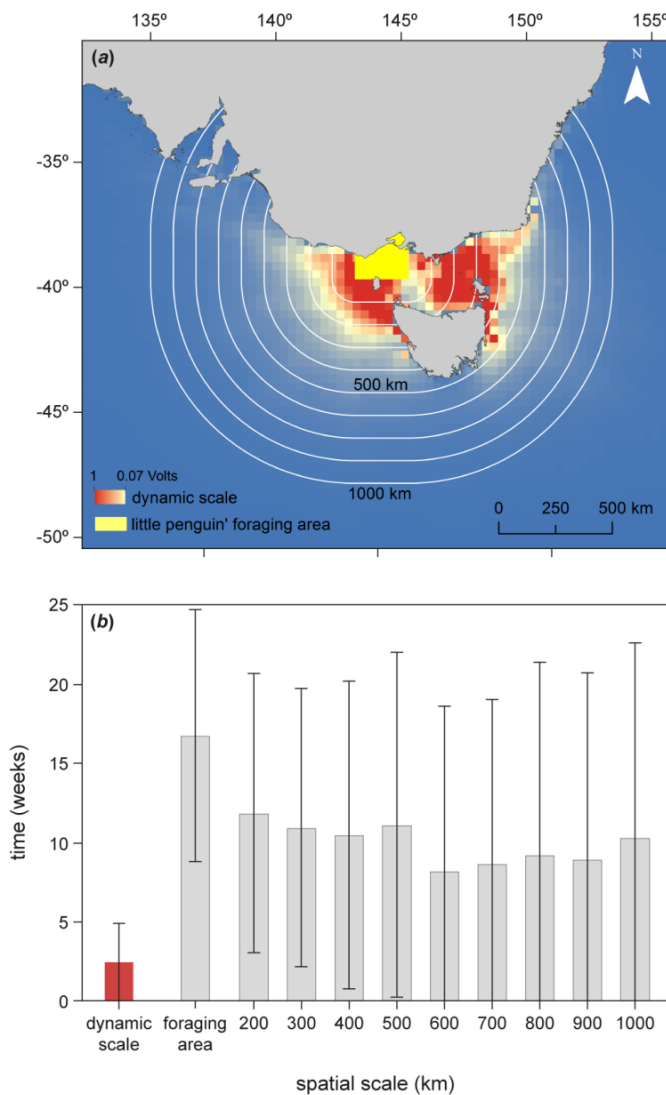 135º 140º 145º 150º 155º
(a)
N
-35º
-40º
-45º
-50º
500 km
1000 km
1 0.07 Volts
dynamic scale
little penguin' foraging area
0 250 500 km
(b)
25
20
15
10
5
0
time (weeks)
dynamic foraging 200 300 400 500 600 700 800 900 1000
scale area
spatial scale (km)